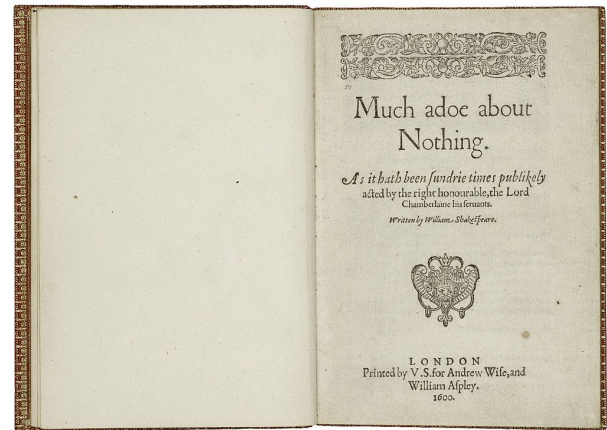 Much adoe about
Nothing.
As it hath been ſundrie times publikely
acted by the right honourable, the Lord
Chamberlaine his ſeruants.
Written by William Shakeſpeare.
LONDON
Printed by V.S. for Andrew Wiſe, and
William Aſpley.
1600.